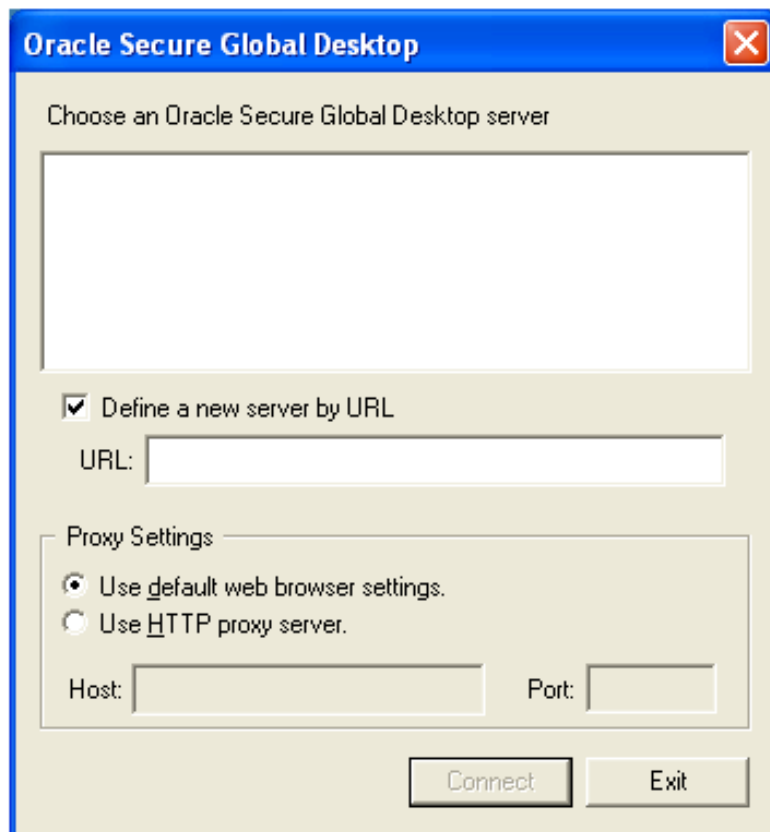 Oracle Secure Global Desktop
Choose an Oracle Secure Global Desktop server
Define a new server by URL
URL:
Proxy Settings
Use default web browser settings.
Use HTTP proxy server.
Host: Port:
Connect Exit